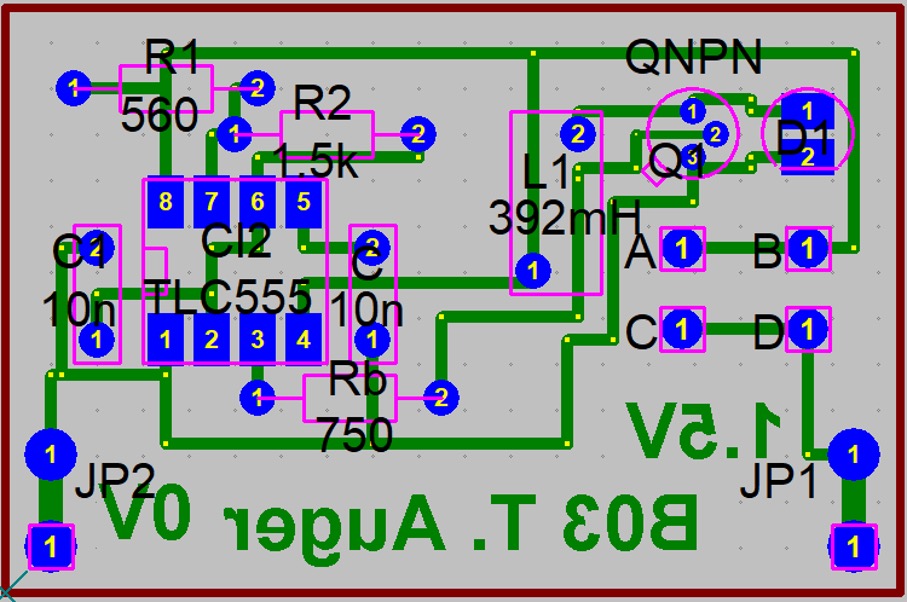 R1
QNPN
1 2
560
R2
1 2
1.5k
8 7 6 5
CI2
TLC555
1 2 3 4
C1
2
10n
1
C
2
10n
1
L1
2
392mH
1
Q1
1
2
3
D1
1
2
A 1 B 1
C 1 D 1
Rb
1 2
750
1.5V
1
JP2
0V
1
B03 T. Auger
1
JP1
1